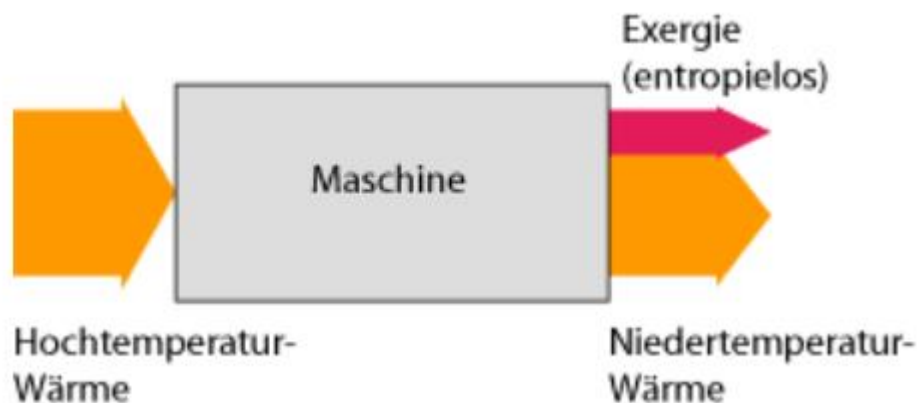 Exergie
(entropielos)
Maschine
Hochtemperatur-
Wärme
Niedertemperatur-
Wärme